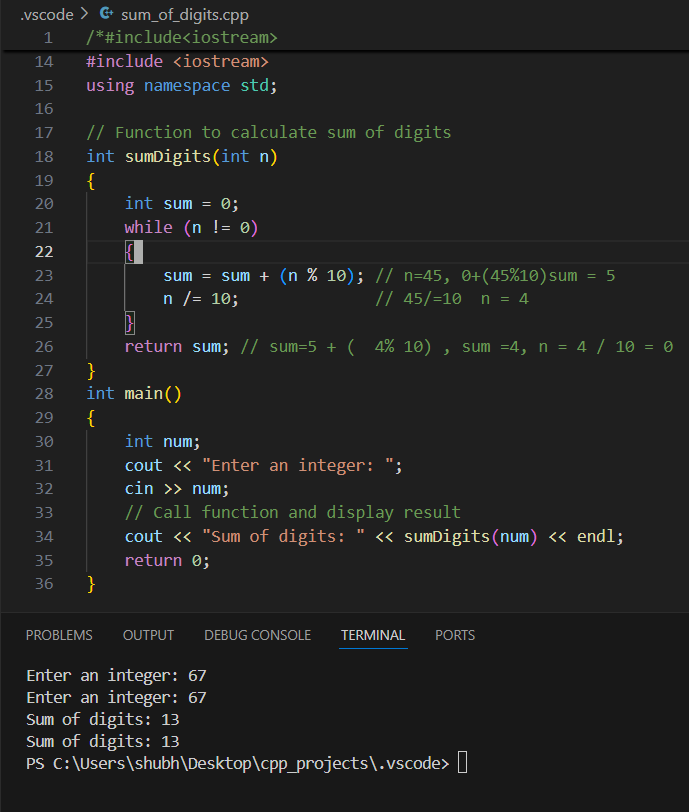 .vscode > sum_of_digits.cpp
1 /*#include<iostream>
14 #include <iostream>
15 using namespace std;
16
17 // Function to calculate sum of digits
18 int sumDigits(int n)
19 {
20     int sum = 0;
21     while (n != 0)
22     {
23         sum = sum + (n % 10); // n=45, 0+(45%10)sum = 5
24         n /= 10;              // 45/=10  n = 4
25     }
26     return sum; // sum=5 + (  4% 10) , sum =4, n = 4 / 10 = 0
27 }
28 int main()
29 {
30     int num;
31     cout << "Enter an integer: ";
32     cin >> num;
33     // Call function and display result
34     cout << "Sum of digits: " << sumDigits(num) << endl;
35     return 0;
36 }
PROBLEMS OUTPUT DEBUG CONSOLE TERMINAL PORTS
Enter an integer: 67
Enter an integer: 67
Sum of digits: 13
Sum of digits: 13
PS C:\Users\shubh\Desktop\cpp_projects\.vscode>